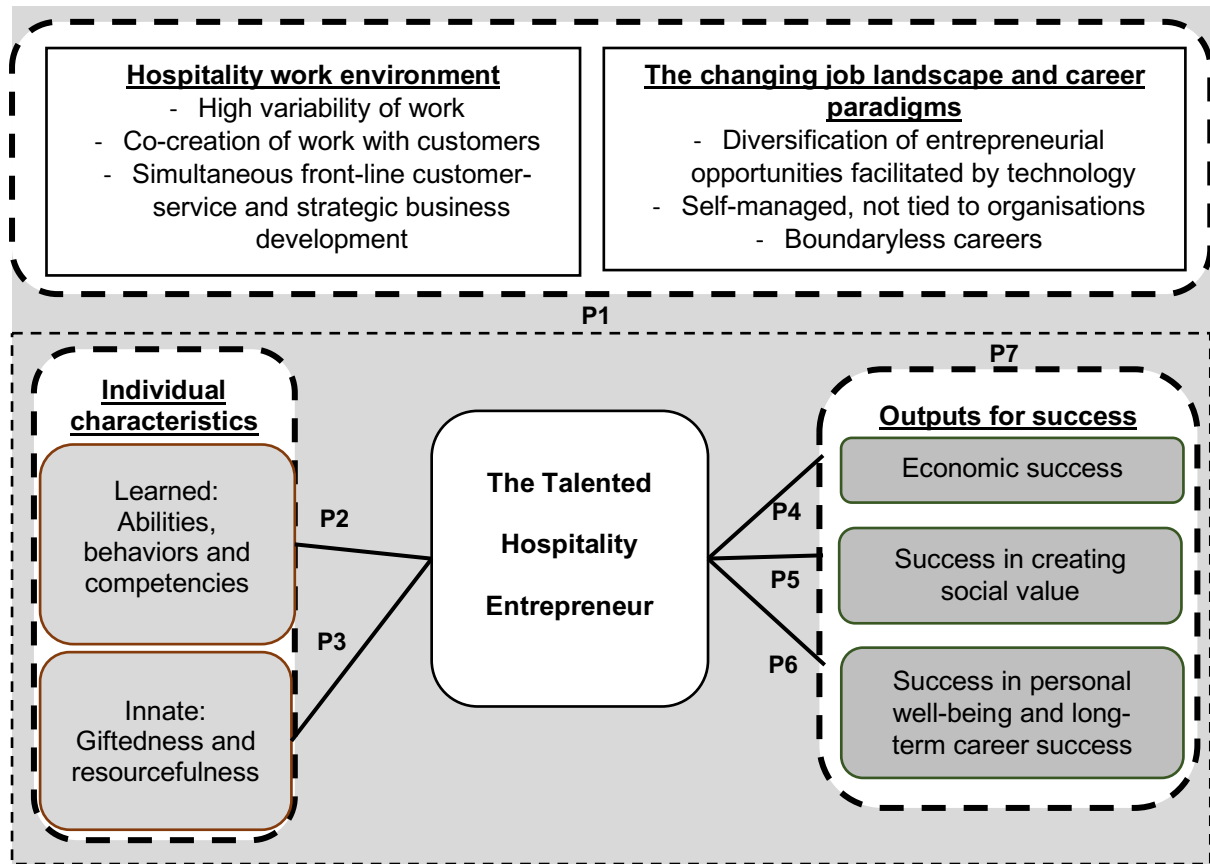 Hospitality work environment
- High variability of work
- Co-creation of work with customers
- Simultaneous front-line customer-
service and strategic business
development
The changing job landscape and career
paradigms
- Diversification of entrepreneurial
opportunities facilitated by technology
- Self-managed, not tied to organisations
- Boundaryless careers
P1
Individual
characteristics
Learned:
Abilities,
behaviors and
competencies
Innate:
Giftedness and
resourcefulness
P2
P3
The Talented
Hospitality
Entrepreneur
P4
P5
P6
P7
Outputs for success
Economic success
Success in creating
social value
Success in personal
well-being and long-
term career success